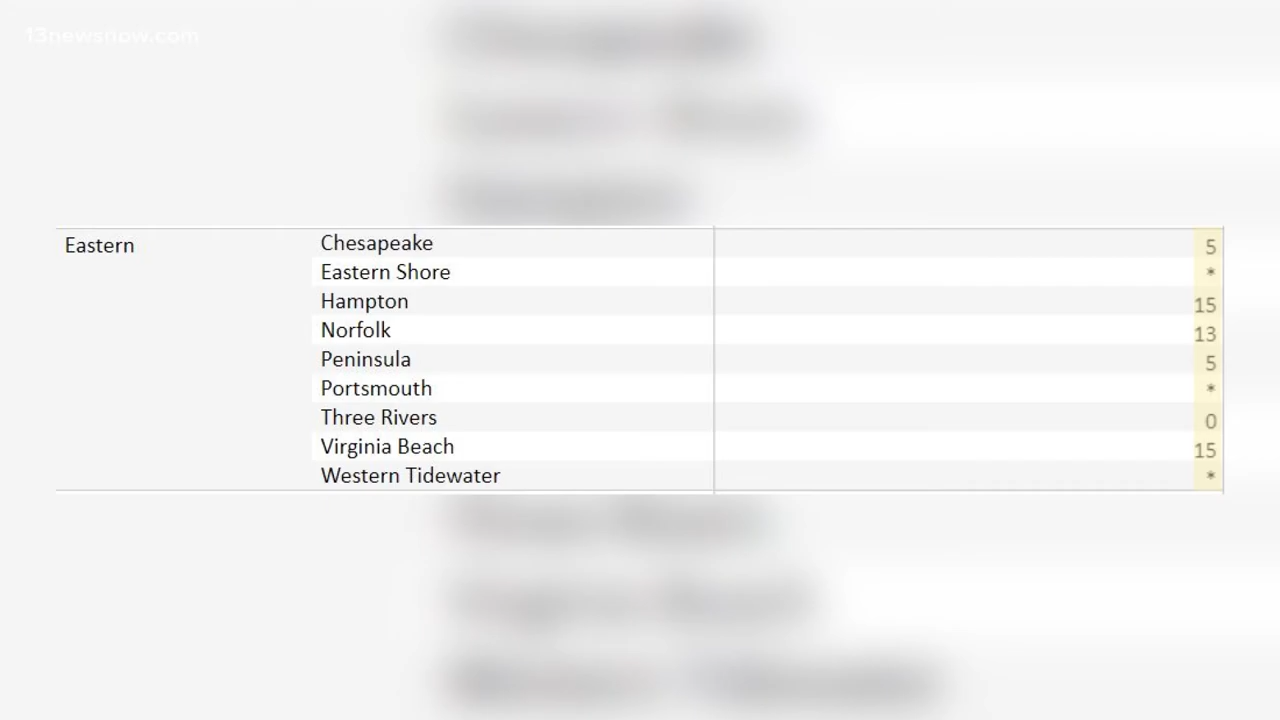 13newsnow.com
Eastern Chesapeake 5
Eastern Shore *
Hampton 15
Norfolk 13
Peninsula 5
Portsmouth *
Three Rivers 0
Virginia Beach 15
Western Tidewater *